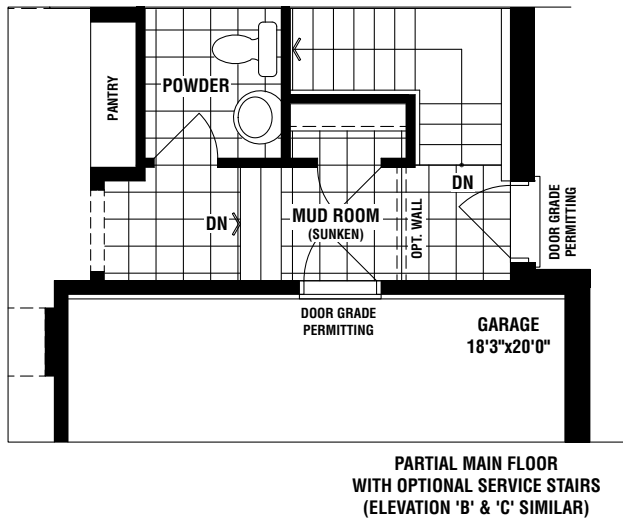 POWDER
PANTRY
DN
MUD ROOM
(SUNKEN)
OPT. WALL
DN
DOOR GRADE
PERMITTING
DOOR GRADE
PERMITTING
GARAGE
18'3"x20'0"
PARTIAL MAIN FLOOR
WITH OPTIONAL SERVICE STAIRS
(ELEVATION 'B' & 'C' SIMILAR)